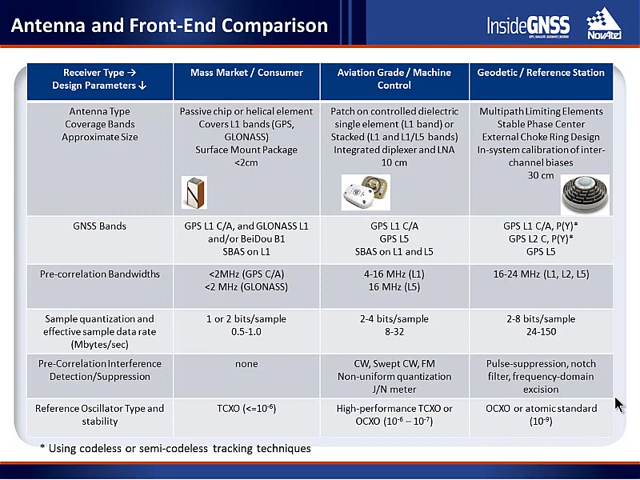 Antenna and Front-End Comparison
InsideGNSS
NovAtel
Receiver Type →
Design Parameters ↓
Mass Market / Consumer
Aviation Grade / Machine
Control
Geodetic / Reference Station
Antenna Type
Coverage Bands
Approximate Size
Passive chip or helical element
Covers L1 bands (GPS,
GLONASS)
Surface Mount Package
<2cm
Patch on controlled dielectric
single element (L1 band) or
Stacked (L1 and L1/L5 bands)
Integrated diplexer and LNA
10 cm
Multipath Limiting Elements
Stable Phase Center
External Choke Ring Design
In-system calibration of inter-
channel biases
30 cm
GNSS Bands
GPS L1 C/A, and GLONASS L1
and/or BeiDou B1
SBAS on L1
GPS L1 C/A
GPS L5
SBAS on L1 and L5
GPS L1 C/A, P(Y)*
GPS L2 C, P(Y)*
GPS L5
Pre-correlation Bandwidths
<2MHz (GPS C/A)
<2 MHz (GLONASS)
4-16 MHz (L1)
16 MHz (L5)
16-24 MHz (L1, L2, L5)
Sample quantization and
effective sample data rate
(Mbytes/sec)
1 or 2 bits/sample
0.5-1.0
2-4 bits/sample
8-32
2-8 bits/sample
24-150
Pre-Correlation Interference
Detection/Suppression
none
CW, Swept CW, FM
Non-uniform quantization
J/N meter
Pulse-suppression, notch
filter, frequency-domain
excision
Reference Oscillator Type and
stability
TCXO (<=10⁻⁶)
High-performance TCXO or
OCXO (10⁻⁶ – 10⁻⁷)
OCXO or atomic standard
(10⁻⁹)
* Using codeless or semi-codeless tracking techniques